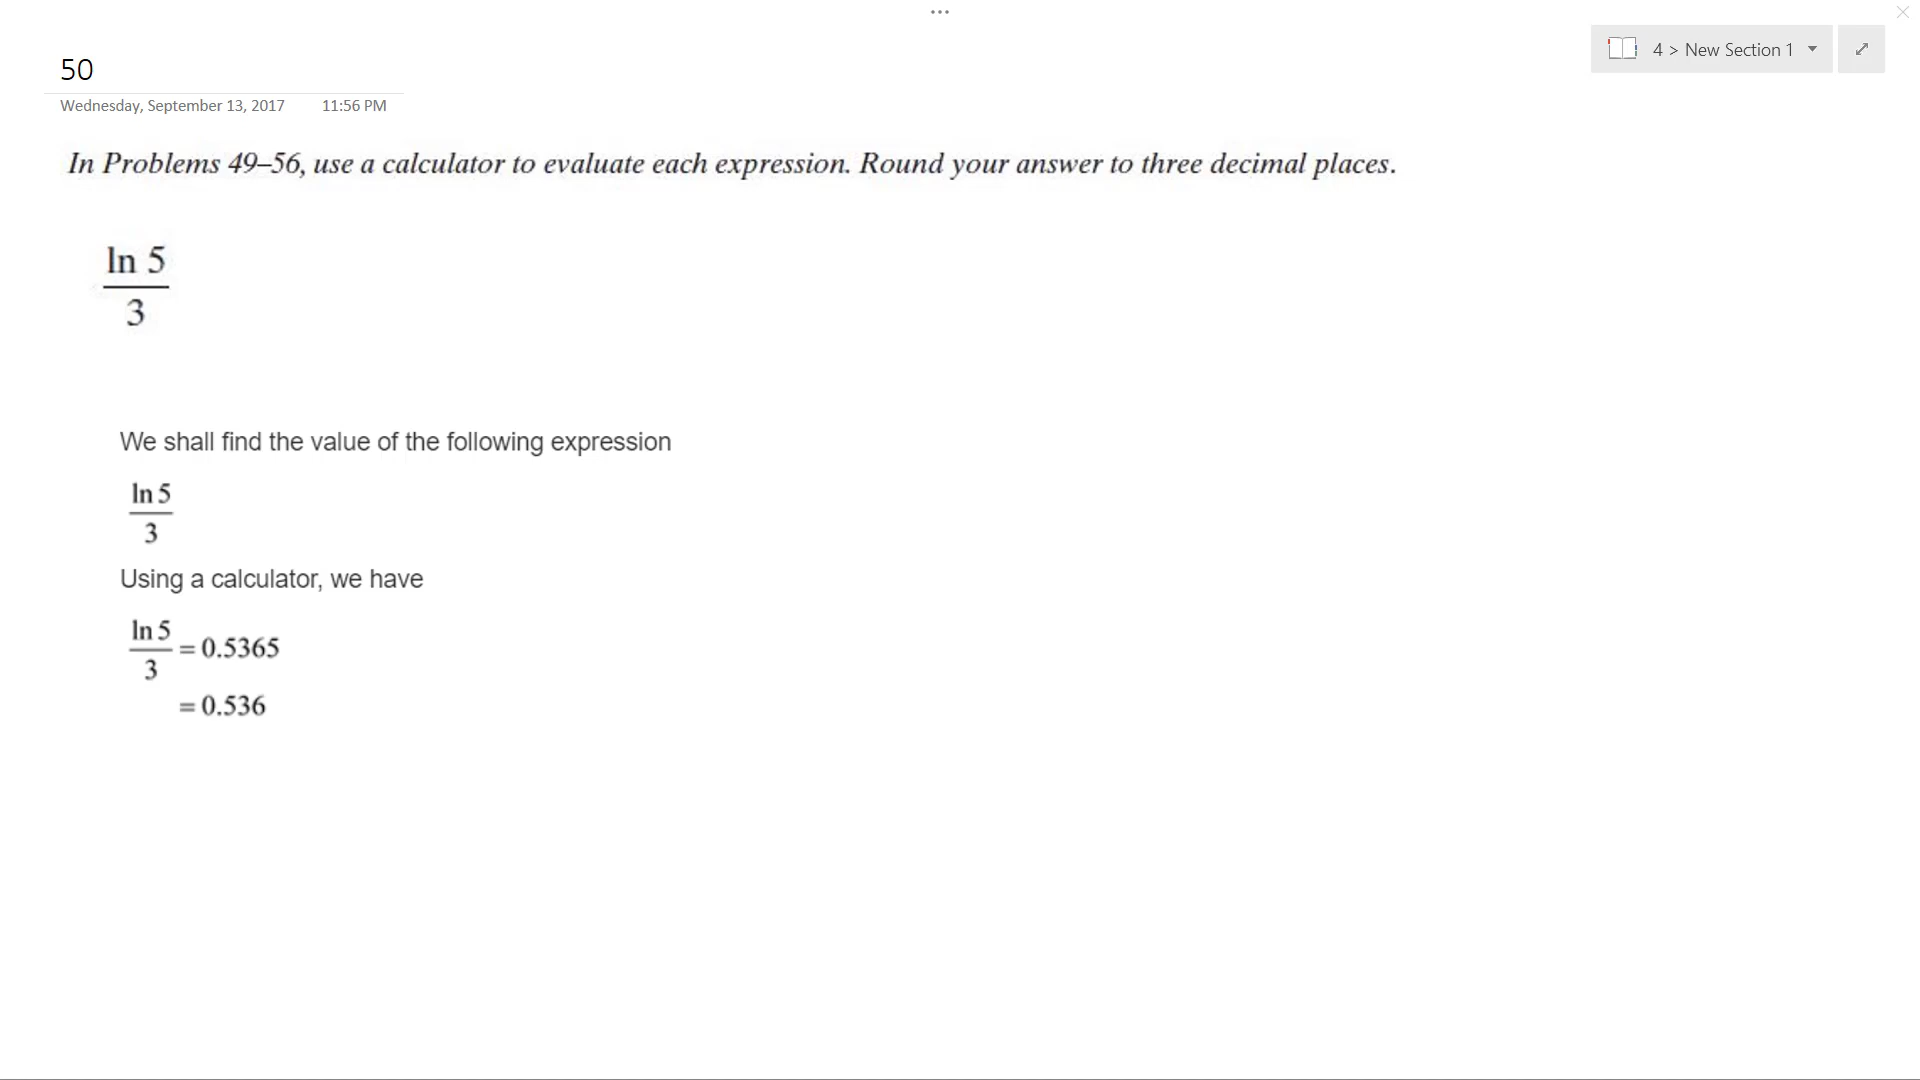 ...
4 > New Section 1
50
Wednesday, September 13, 2017 11:56 PM
In Problems 49–56, use a calculator to evaluate each expression. Round your answer to three decimal places.
ln 5
3
We shall find the value of the following expression
ln 5
3
Using a calculator, we have
ln 5
3
= 0.5365
= 0.536